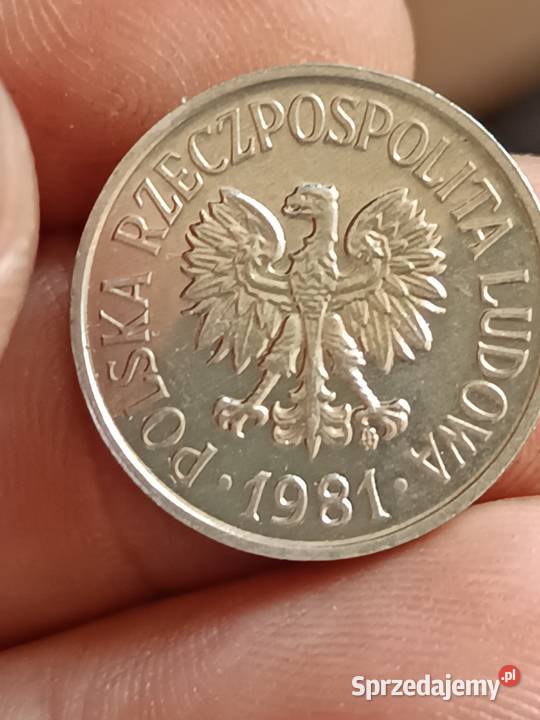 POLSKA RZECZPOSPOLITA LUDOWA
· 1981 ·
Sprzedajemy.pl